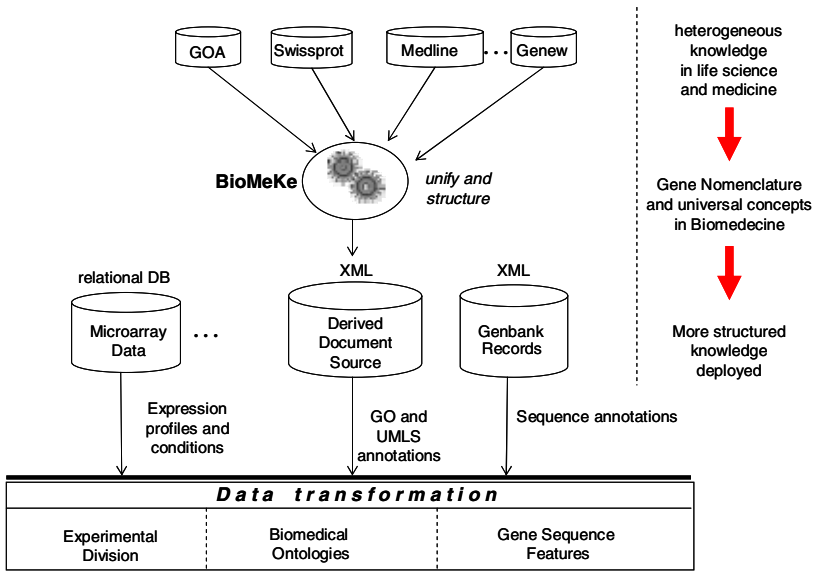 GOA
Swissprot
Medline
...
Genew
BioMeKe
unify and
structure
relational DB
Microarray
Data
...
XML
Derived
Document
Source
XML
Genbank
Records
Expression
profiles and
conditions
GO and
UMLS
annotations
Sequence annotations
Data transformation
Experimental
Division
Biomedical
Ontologies
Gene Sequence
Features
heterogeneous
knowledge
in life science
and medicine
Gene Nomenclature
and universal concepts
in Biomedecine
More structured
knowledge
deployed